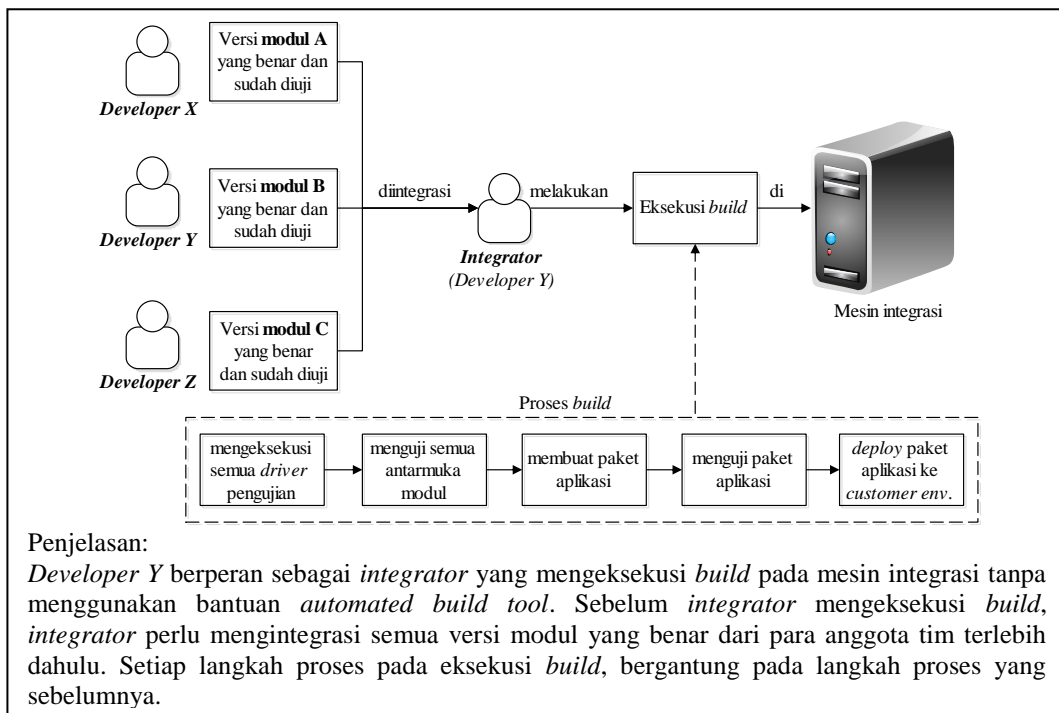 Versi modul A
yang benar dan
sudah diuji
Developer X
Versi modul B
yang benar dan
sudah diuji
Developer Y
diintegrasi
melakukan
Integrator
(Developer Y)
Eksekusi build
di
Mesin integrasi
Versi modul C
yang benar
dan sudah diuji
Developer Z
Proses build
mengeksekusi
semua driver
pengujian
menguji semua
antarmuka
modul
membuat paket
aplikasi
menguji paket
aplikasi
deploy paket
aplikasi ke
customer env.
Penjelasan:
Developer Y berperan sebagai integrator yang mengeksekusi build pada mesin integrasi tanpa
menggunakan bantuan automated build tool. Sebelum integrator mengeksekusi build,
integrator perlu mengintegrasi semua versi modul yang benar dari para anggota tim terlebih
dahulu. Setiap langkah proses pada eksekusi build, bergantung pada langkah proses yang
sebelumnya.